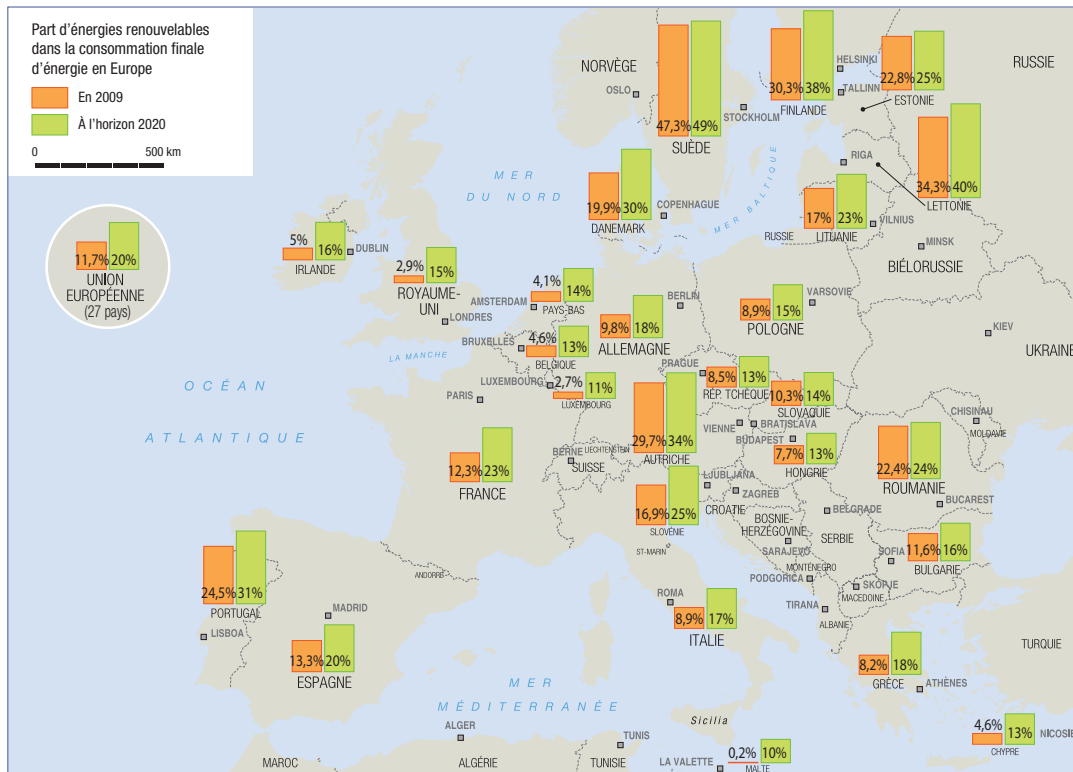 Part d'énergies renouvelables
dans la consommation finale
d'énergie en Europe
En 2009
À l'horizon 2020
0 500 km
NORVÈGE
OSLO
47,3% 49%
SUÈDE
STOCKHOLM
30,3% 38%
FINLANDE
HELSINKI
TALLINN
22,8% 25%
ESTONIE
RUSSIE
RIGA
34,3% 40%
LETTONIE
MER
DU NORD
MER BALTIQUE
19,9% 30%
DANEMARK
COPENHAGUE
17% 23%
LITUANIE
RUSSIE
VILNIUS
MINSK
BIÉLORUSSIE
11,7% 20%
UNION
EUROPÉENNE
(27 pays)
5%
16%
IRLANDE
DUBLIN
2,9%
15%
ROYAUME-
UNI
LONDRES
4,1%
14%
AMSTERDAM
PAYS-BAS
BERLIN
9,8% 18%
ALLEMAGNE
VARSOVIE
8,9% 15%
POLOGNE
KIEV
UKRAINE
BRUXELLES
4,6%
13%
BELGIQUE
LA MANCHE
LUXEMBOURG
2,7%
11%
LUXEMBOURG
PRAGUE
8,5% 13%
RÉP. TCHÈQUE
10,3% 14%
SLOVAQUIE
OCÉAN
ATLANTIQUE
PARIS
12,3% 23%
FRANCE
BERNE
LIECHTENSTEIN
SUISSE
29,7% 34%
AUTRICHE
VIENNE
BRATISLAVA
BUDAPEST
7,7% 13%
HONGRIE
CHISINAU
MOLDAVIE
22,4% 24%
ROUMANIE
BUCAREST
16,9% 25%
SLOVÉNIE
LJUBLJANA
ZAGREB
CROATIE
BELGRADE
BOSNIE-
HERZÉGOVINE
SARAJEVO
SERBIE
ST-MARIN
MONTÉNÉGRO
PODGORICA
SOFIA
11,6% 16%
BULGARIE
SKOPJE
MACEDOINE
TIRANA
ALBANIE
ANDORRE
24,5% 31%
PORTUGAL
LISBOA
MADRID
13,3% 20%
ESPAGNE
ROMA
8,9% 17%
ITALIE
8,2% 18%
GRÈCE
ATHÈNES
TURQUIE
MER
MÉDITERRANÉE
Sicilia
4,6%
13%
CHYPRE
NICOSIE
ALGER
TUNIS
LA VALETTE
0,2% 10%
MALTE
MAROC
ALGÉRIE
TUNISIE